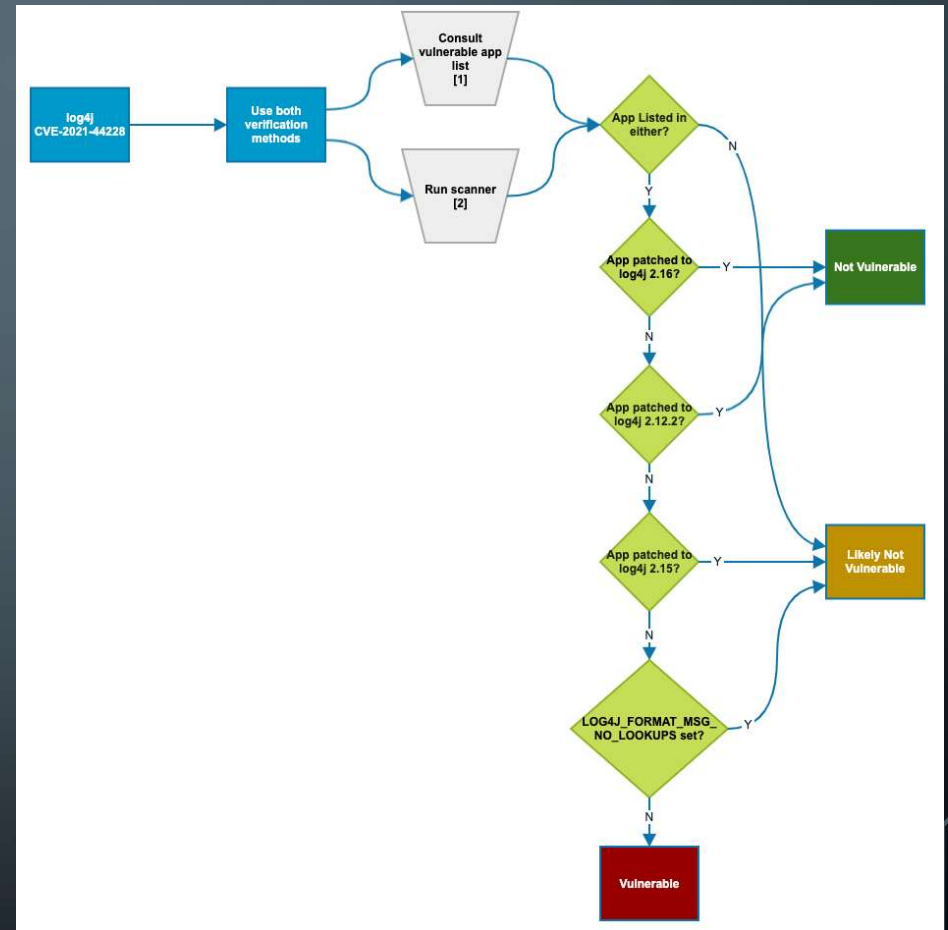 log4j
CVE-2021-44228
Use both
verification
methods
Consult
vulnerable app
list
[1]
Run scanner
[2]
App Listed in
either?
N
Y
App patched to
log4j 2.16?
Y
Not Vulnerable
N
App patched to
log4j 2.12.2?
Y
N
App patched to
log4j 2.15?
Y
Likely Not
Vulnerable
N
LOG4J_FORMAT_MSG_
NO_LOOKUPS set?
Y
N
Vulnerable